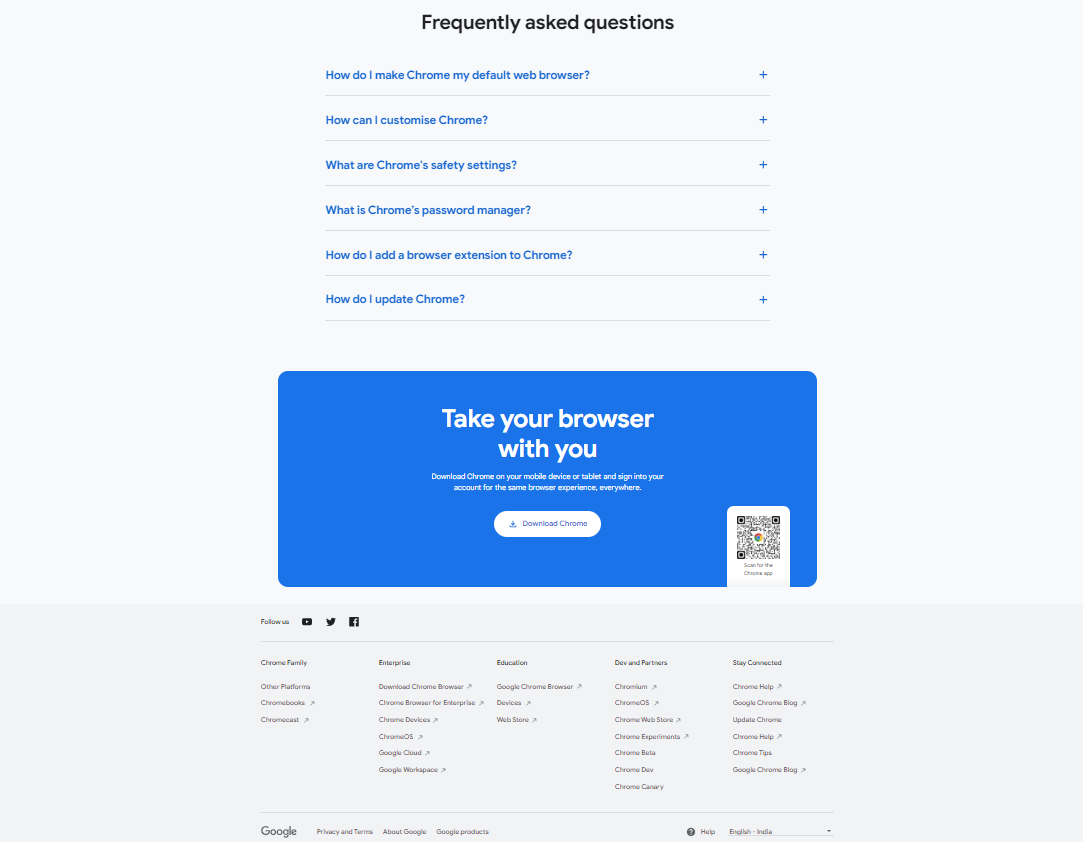 Frequently asked questions
How do I make Chrome my default web browser?
How can I customise Chrome?
What are Chrome's safety settings?
What is Chrome's password manager?
How do I add a browser extension to Chrome?
How do I update Chrome?
Take your browser
with you
Download Chrome on your mobile device or tablet and sign into your
account for the same browser experience, everywhere.
Download Chrome
Scan for the
Chrome app
Follow us
Chrome Family
Other Platforms
Chromebooks
Chromecast
Enterprise
Download Chrome Browser
Chrome Browser for Enterprise
Chrome Devices
ChromeOS
Google Cloud
Google Workspace
Education
Google Chrome Browser
Devices
Web Store
Dev and Partners
Chromium
ChromeOS
Chrome Web Store
Chrome Experiments
Chrome Beta
Chrome Dev
Chrome Canary
Stay Connected
Chrome Help
Google Chrome Blog
Update Chrome
Chrome Help
Chrome Tips
Google Chrome Blog
Google Privacy and Terms About Google Google products Help English - India